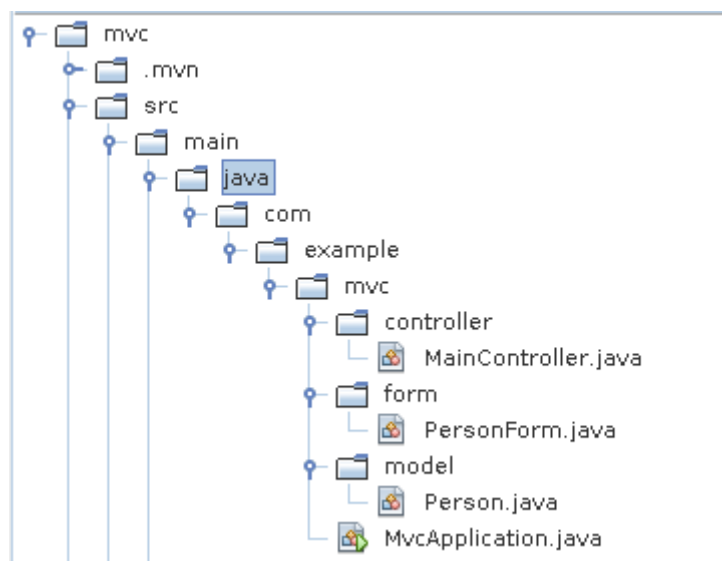 mvc
.mvn
src
main
java
com
example
mvc
controller
MainController.java
form
PersonForm.java
model
Person.java
MvcApplication.java